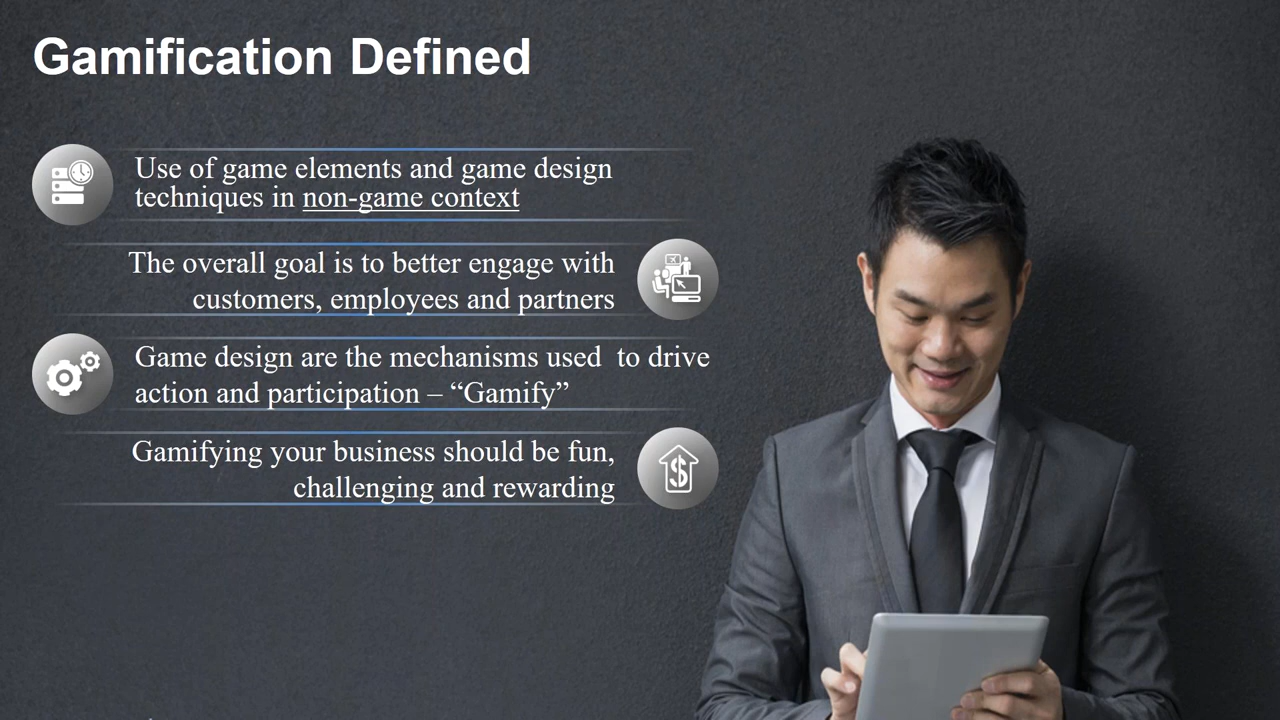 Gamification Defined
Use of game elements and game design
techniques in non-game context
The overall goal is to better engage with
customers, employees and partners
Game design are the mechanisms used  to drive
action and participation – “Gamify”
Gamifying your business should be fun,
challenging and rewarding